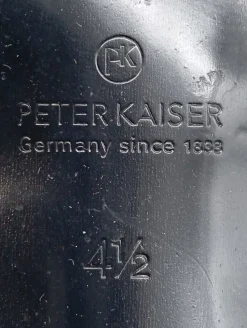 PK
PETER KAISER
Germany since 1838
4½